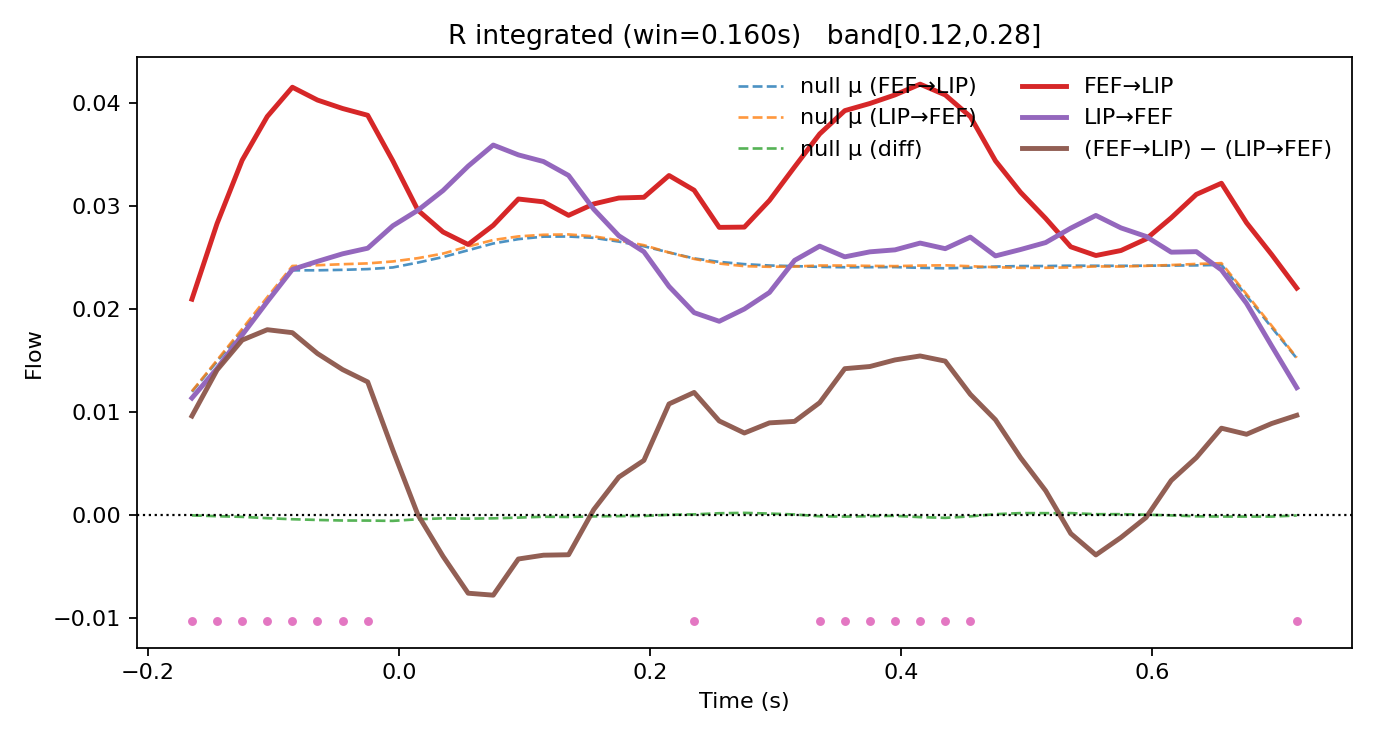 R integrated (win=0.160s)   band[0.12,0.28]
null μ (FEF→LIP)
null μ (LIP→FEF)
null μ (diff)
FEF→LIP
LIP→FEF
(FEF→LIP) − (LIP→FEF)
Flow
0.04
0.03
0.02
0.01
0.00
−0.01
−0.2
0.0
0.2
0.4
0.6
Time (s)